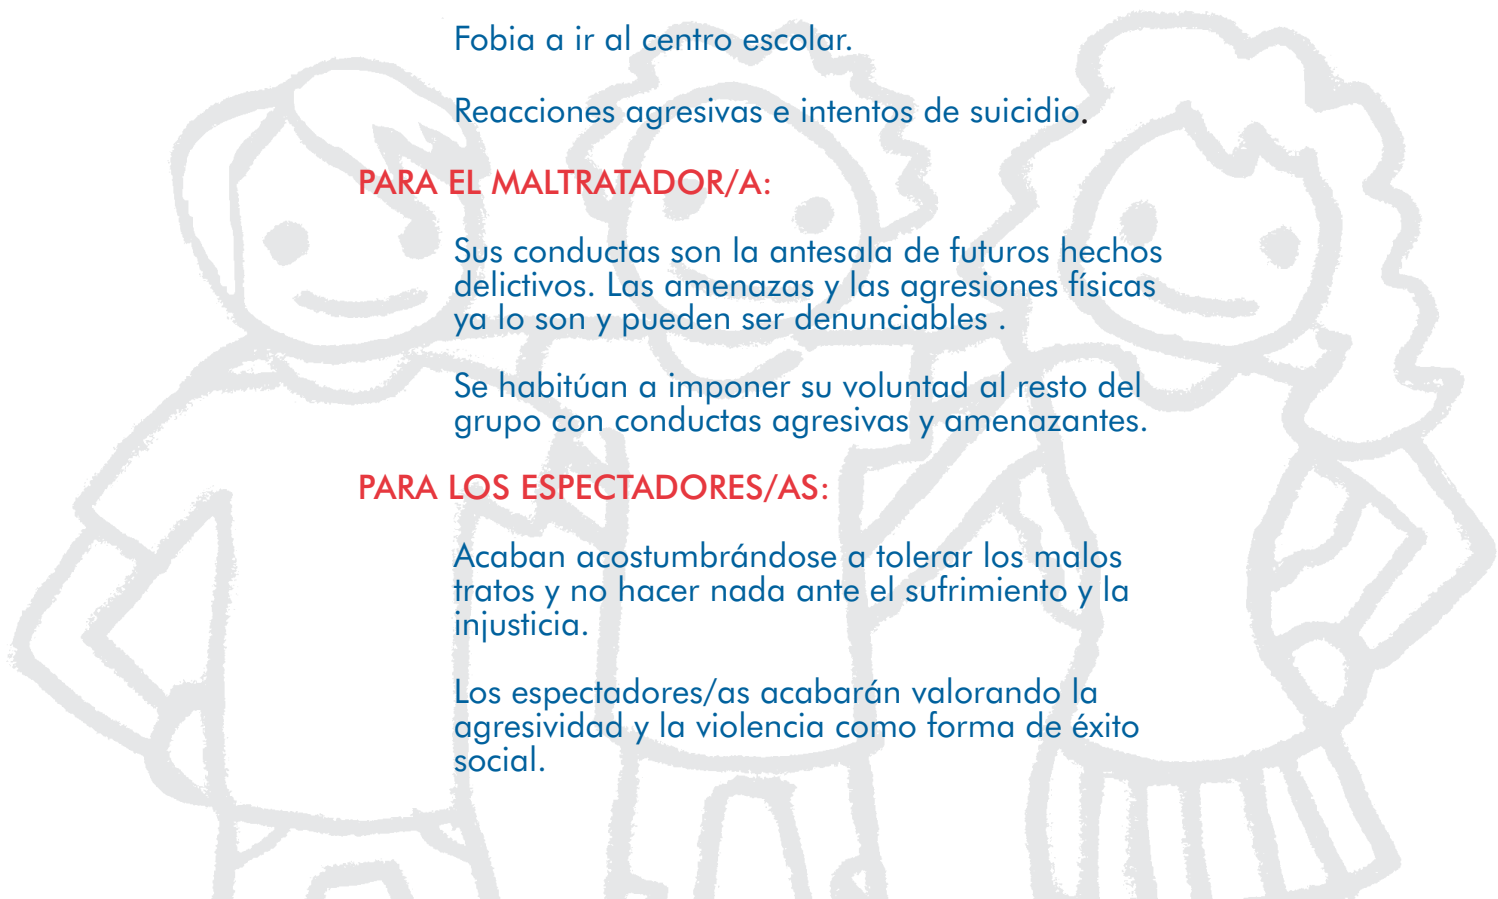 Fobia a ir al centro escolar.
Reacciones agresivas e intentos de suicidio.
PARA EL MALTRATADOR/A:
Sus conductas son la antesala de futuros hechos
delictivos. Las amenazas y las agresiones físicas
ya lo son y pueden ser denunciables .
Se habitúan a imponer su voluntad al resto del
grupo con conductas agresivas y amenazantes.
PARA LOS ESPECTADORES/AS:
Acaban acostumbrándose a tolerar los malos
tratos y no hacer nada ante el sufrimiento y la
injusticia.
Los espectadores/as acabarán valorando la
agresividad y la violencia como forma de éxito
social.